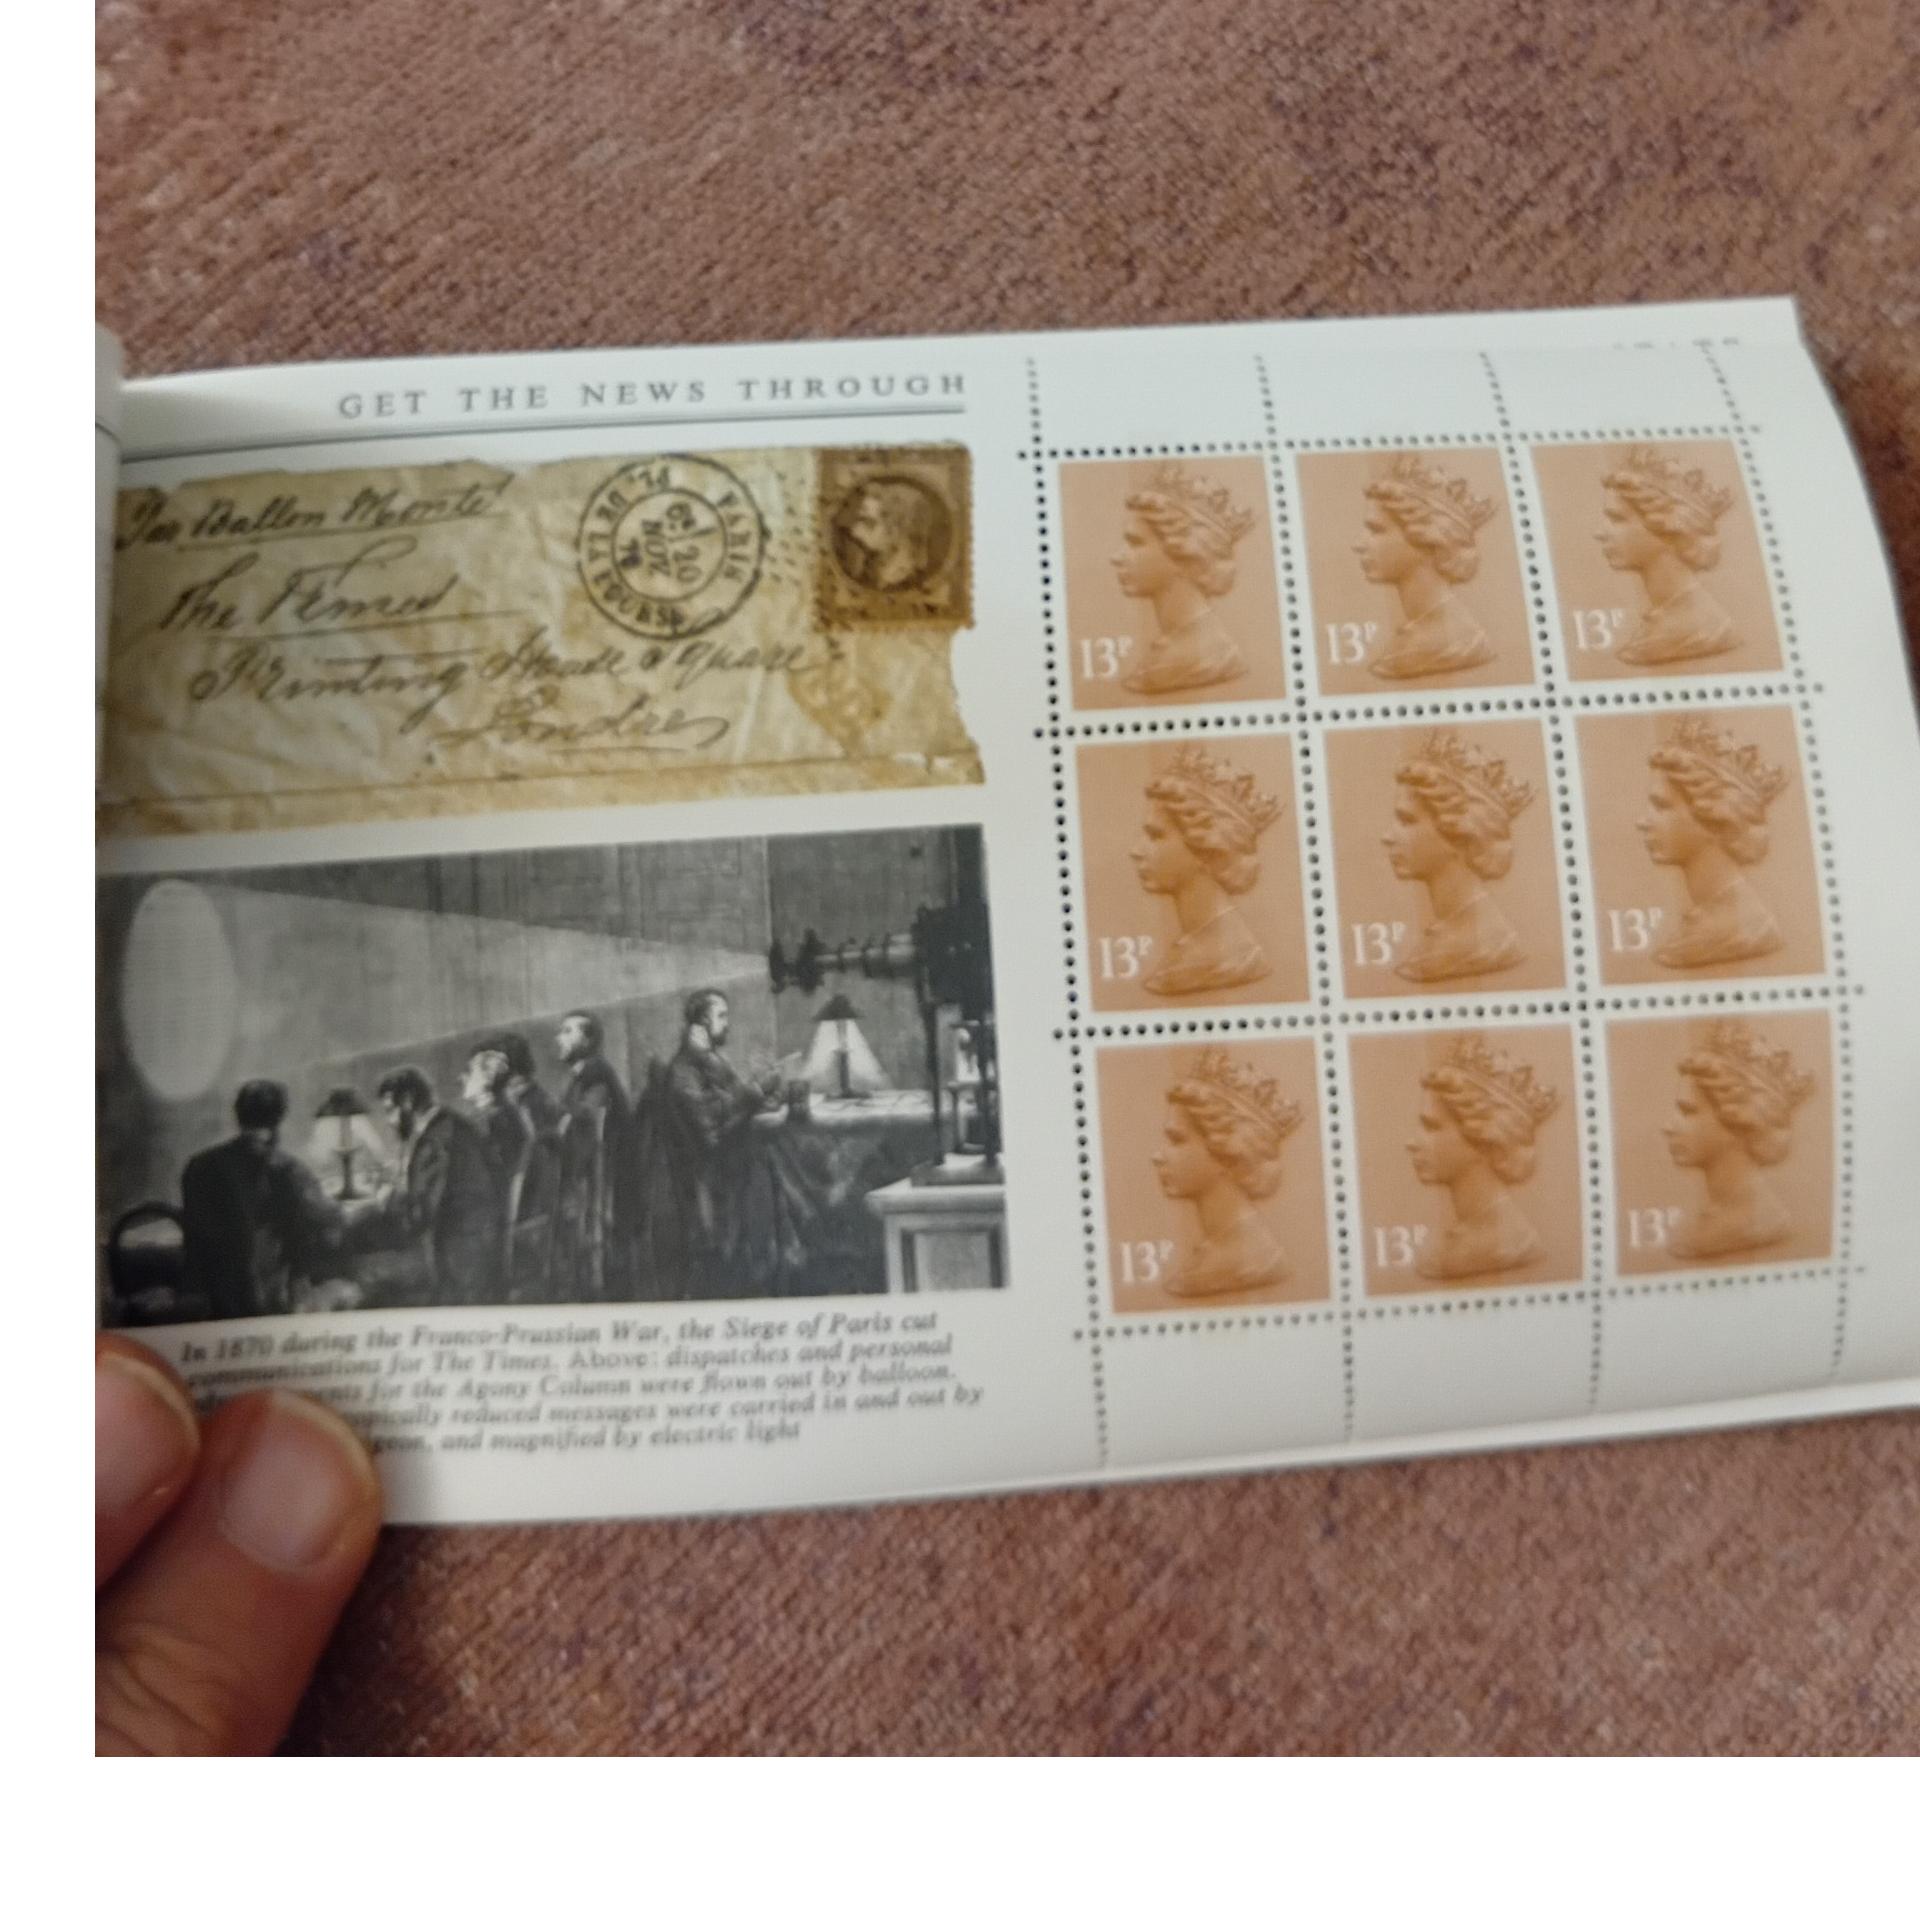 GET THE NEWS THROUGH
Par Ballon Monté
The Times
Printing House Square
Londres
PARIS
PL. DE LA BOURSE
6E
20
NOV.
13P 13P 13P
13P 13P 13P
13P 13P 13P
In 1870 during the Franco-Prussian War, the Siege of Paris cut
communications for The Times. Above: dispatches and personal
for the Agony Column were flown out by balloon.
reduced messages were carried in and out by
and magnified by electric light